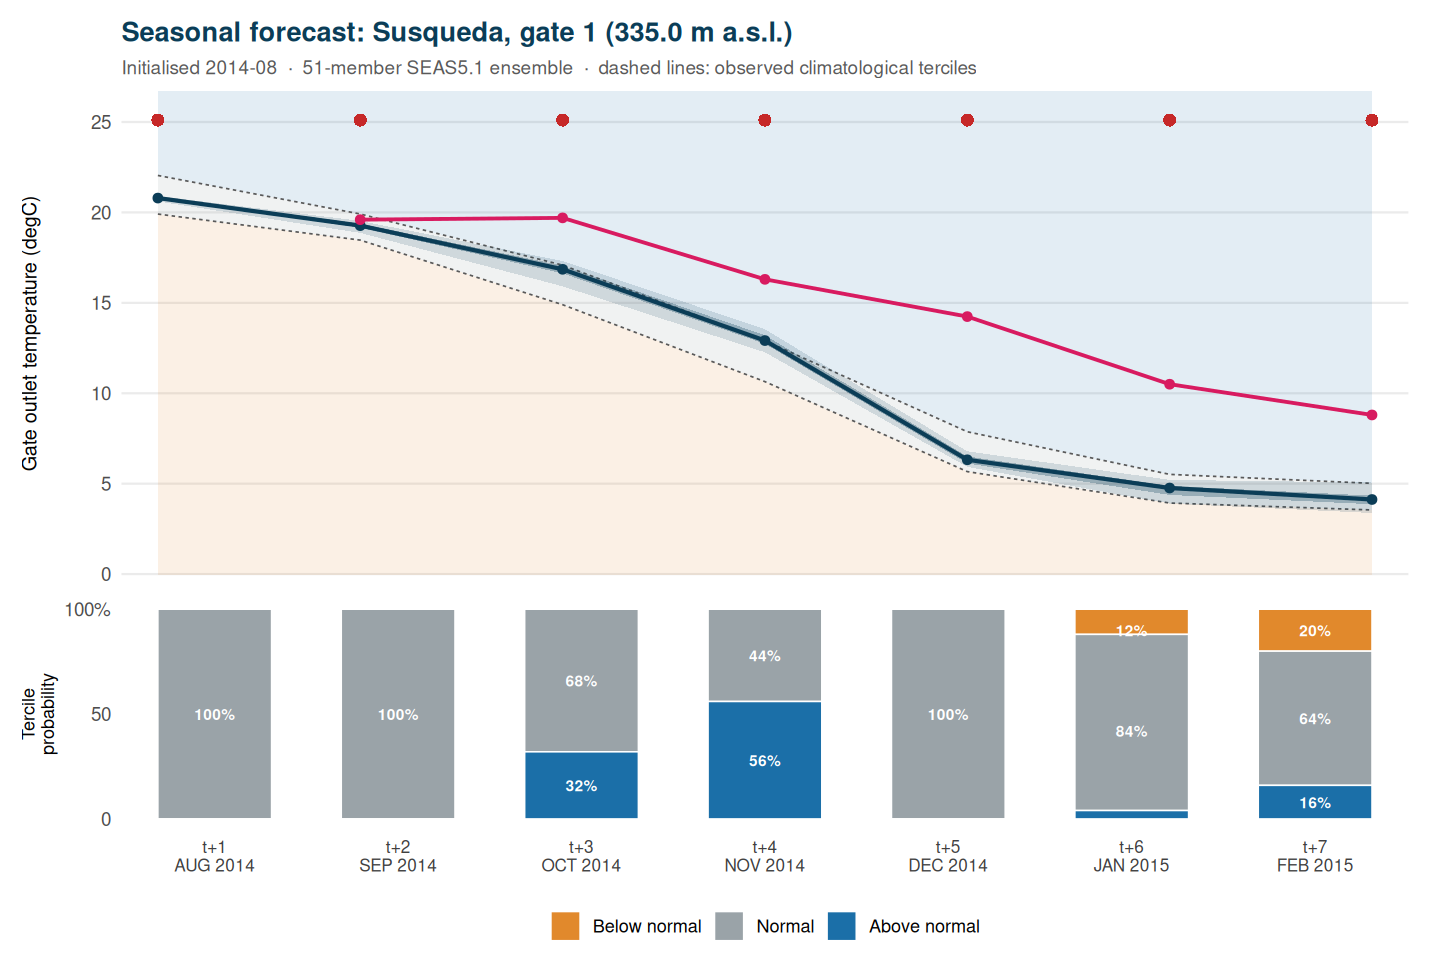 Seasonal forecast: Susqueda, gate 1 (335.0 m a.s.l.)
Initialised 2014-08 · 51-member SEAS5.1 ensemble · dashed lines: observed climatological terciles
Gate outlet temperature (degC)
25
20
15
10
5
0
Tercile
probability
100%
50
0
100%
100%
68%
32%
44%
56%
100%
12%
84%
20%
64%
16%
t+1
AUG 2014
t+2
SEP 2014
t+3
OCT 2014
t+4
NOV 2014
t+5
DEC 2014
t+6
JAN 2015
t+7
FEB 2015
Below normal
Normal
Above normal